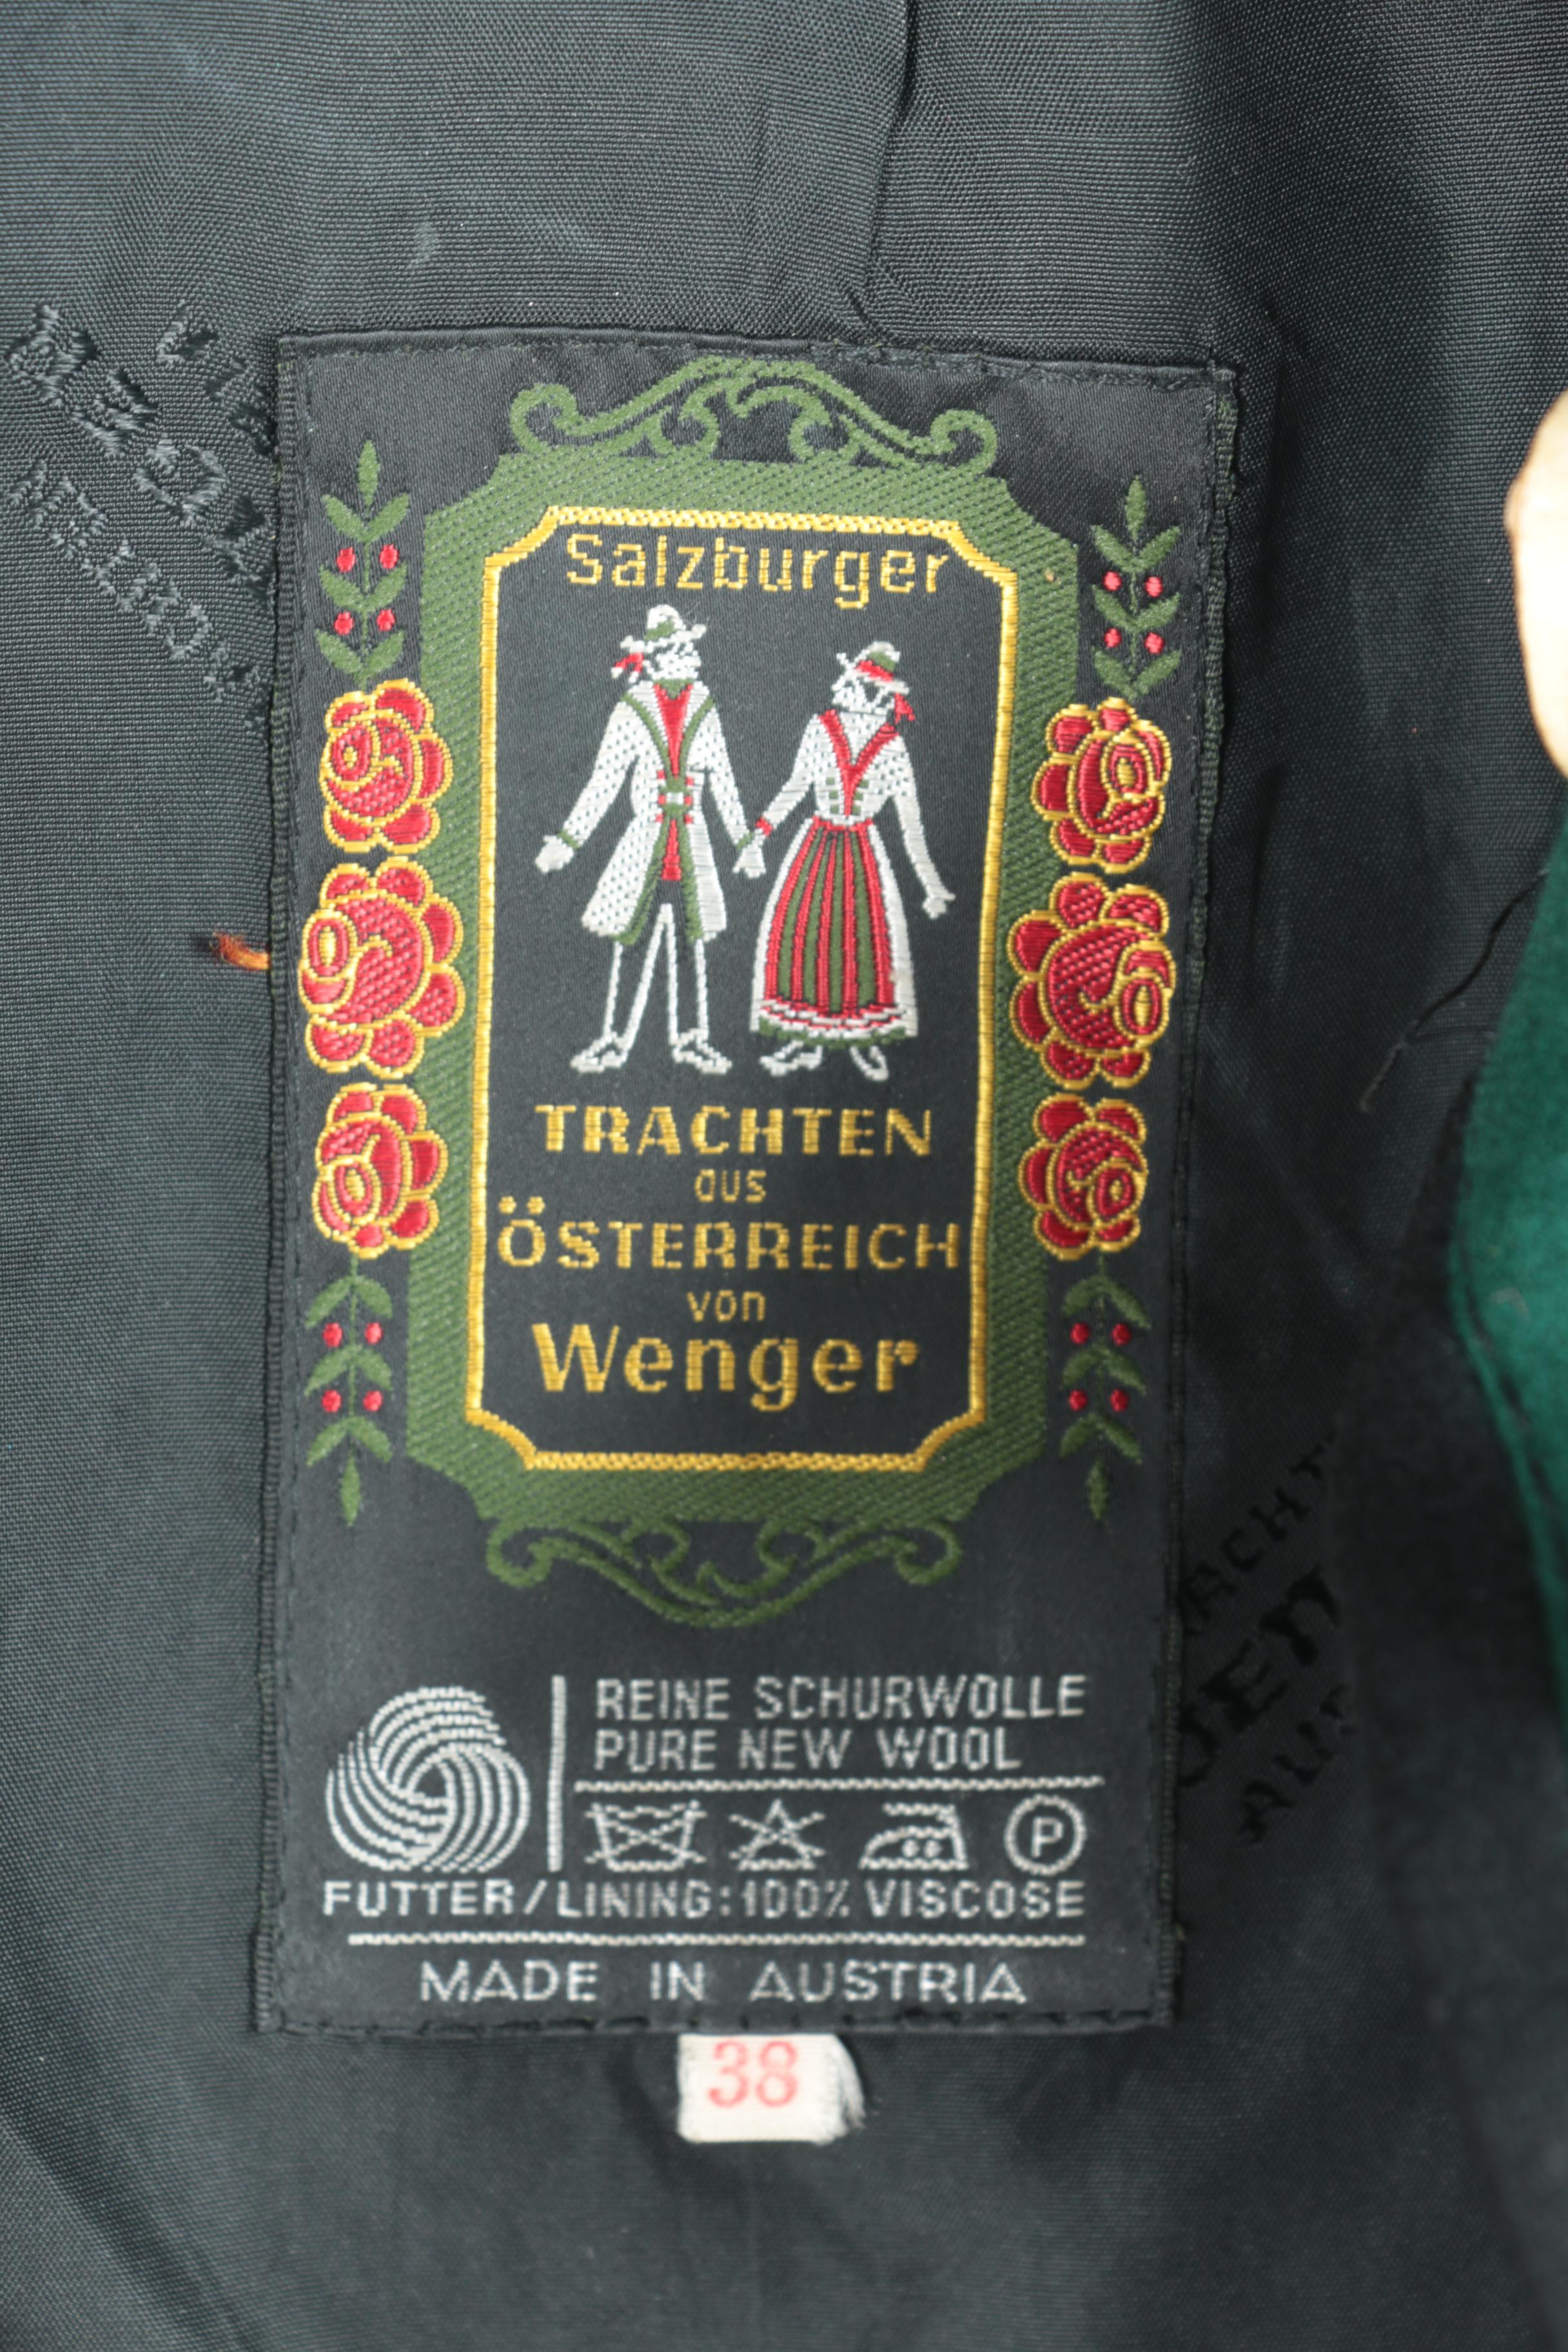 Salzburger
TRACHTEN
aus
ÖSTERREICH
von
Wenger
REINE SCHURWOLLE
PURE NEW WOOL
P
FUTTER/LINING:100% VISCOSE
MADE IN AUSTRIA
38